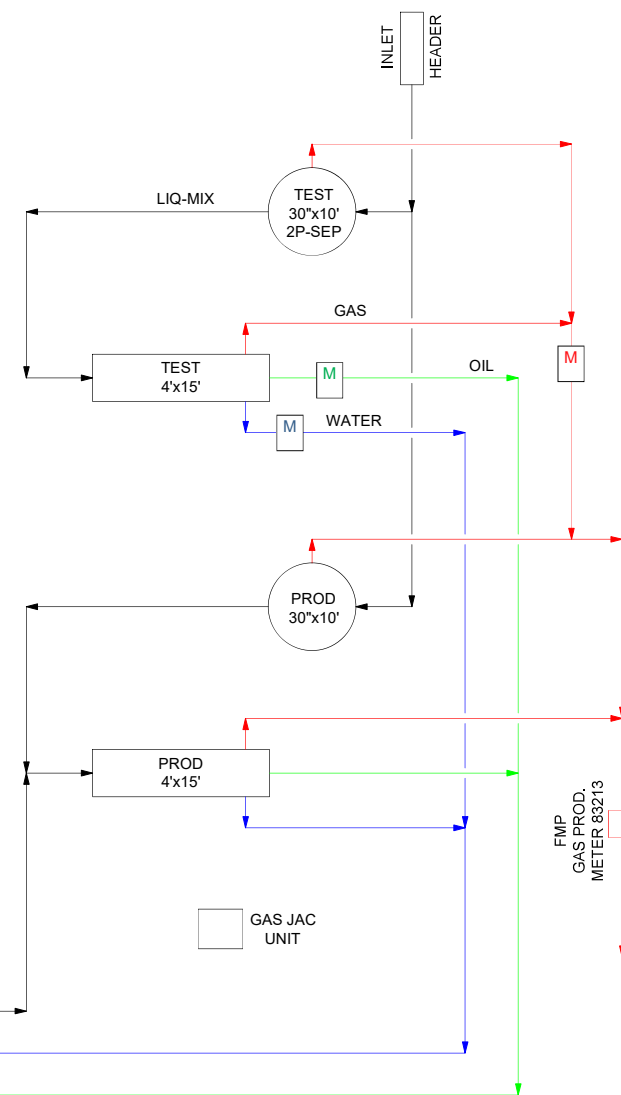 INLET
HEADER
TEST
30"x10'
2P-SEP
LIQ-MIX
GAS
M
TEST
4'x15'
M
OIL
M
WATER
PROD
30"x10'
PROD
4'x15'
FMP
GAS PROD.
METER 83213
GAS JAC
UNIT